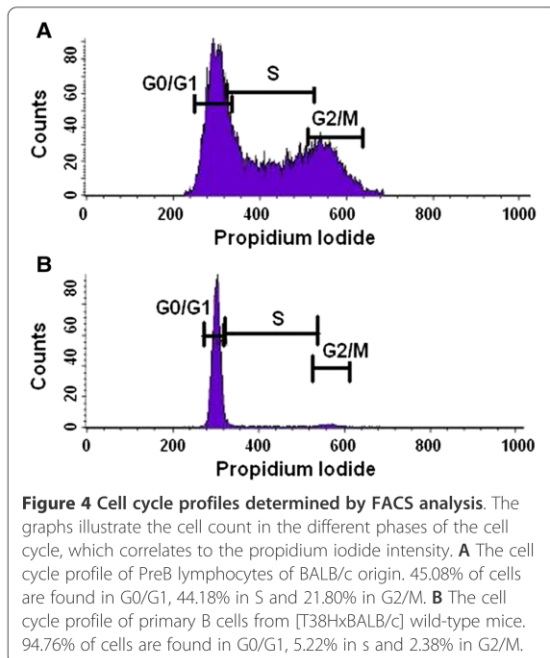 A
Counts
80
60
40
20
0
G0/G1
S
G2/M
0 200 400 600 800 1000
Propidium Iodide
B
Counts
80
60
40
20
0
G0/G1
S
G2/M
0 200 400 600 800 1000
Propidium Iodide
Figure 4 Cell cycle profiles determined by FACS analysis. The
graphs illustrate the cell count in the different phases of the cell
cycle, which correlates to the propidium iodide intensity. A The cell
cycle profile of PreB lymphocytes of BALB/c origin. 45.08% of cells
are found in G0/G1, 44.18% in S and 21.80% in G2/M. B The cell
cycle profile of primary B cells from [T38HxBALB/c] wild-type mice.
94.76% of cells are found in G0/G1, 5.22% in s and 2.38% in G2/M.